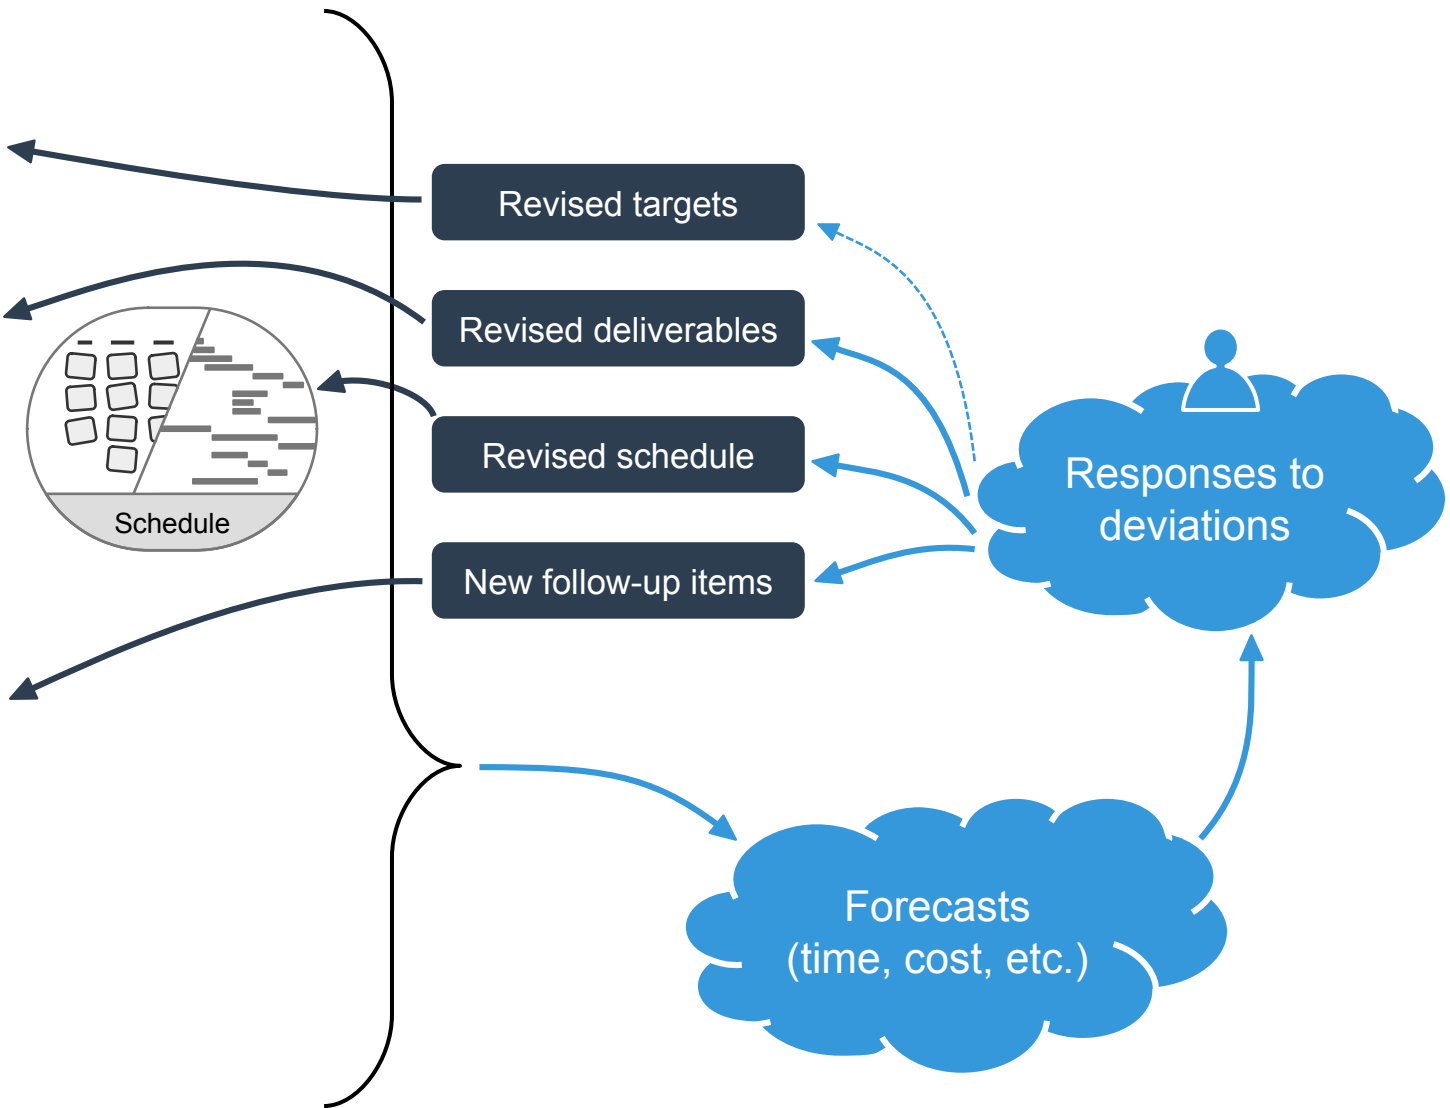 Revised targets
Revised deliverables
Revised schedule
New follow-up items
Schedule
Responses to
deviations
Forecasts
(time, cost, etc.)